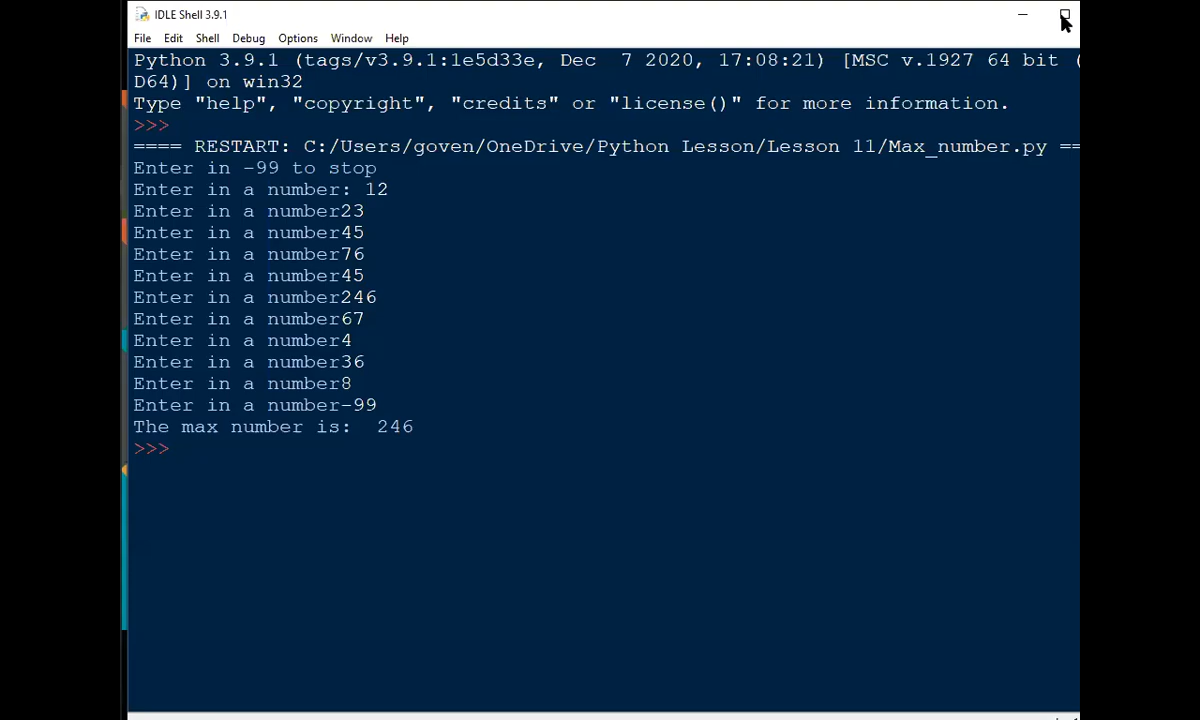 IDLE Shell 3.9.1
File Edit Shell Debug Options Window Help
Python 3.9.1 (tags/v3.9.1:1e5d33e, Dec  7 2020, 17:08:21) [MSC v.1927 64 bit (
D64)] on win32
Type "help", "copyright", "credits" or "license()" for more information.
>>>
==== RESTART: C:/Users/goven/OneDrive/Python Lesson/Lesson 11/Max_number.py ==
Enter in -99 to stop
Enter in a number: 12
Enter in a number23
Enter in a number45
Enter in a number76
Enter in a number45
Enter in a number246
Enter in a number67
Enter in a number4
Enter in a number36
Enter in a number8
Enter in a number-99
The max number is:  246
>>>